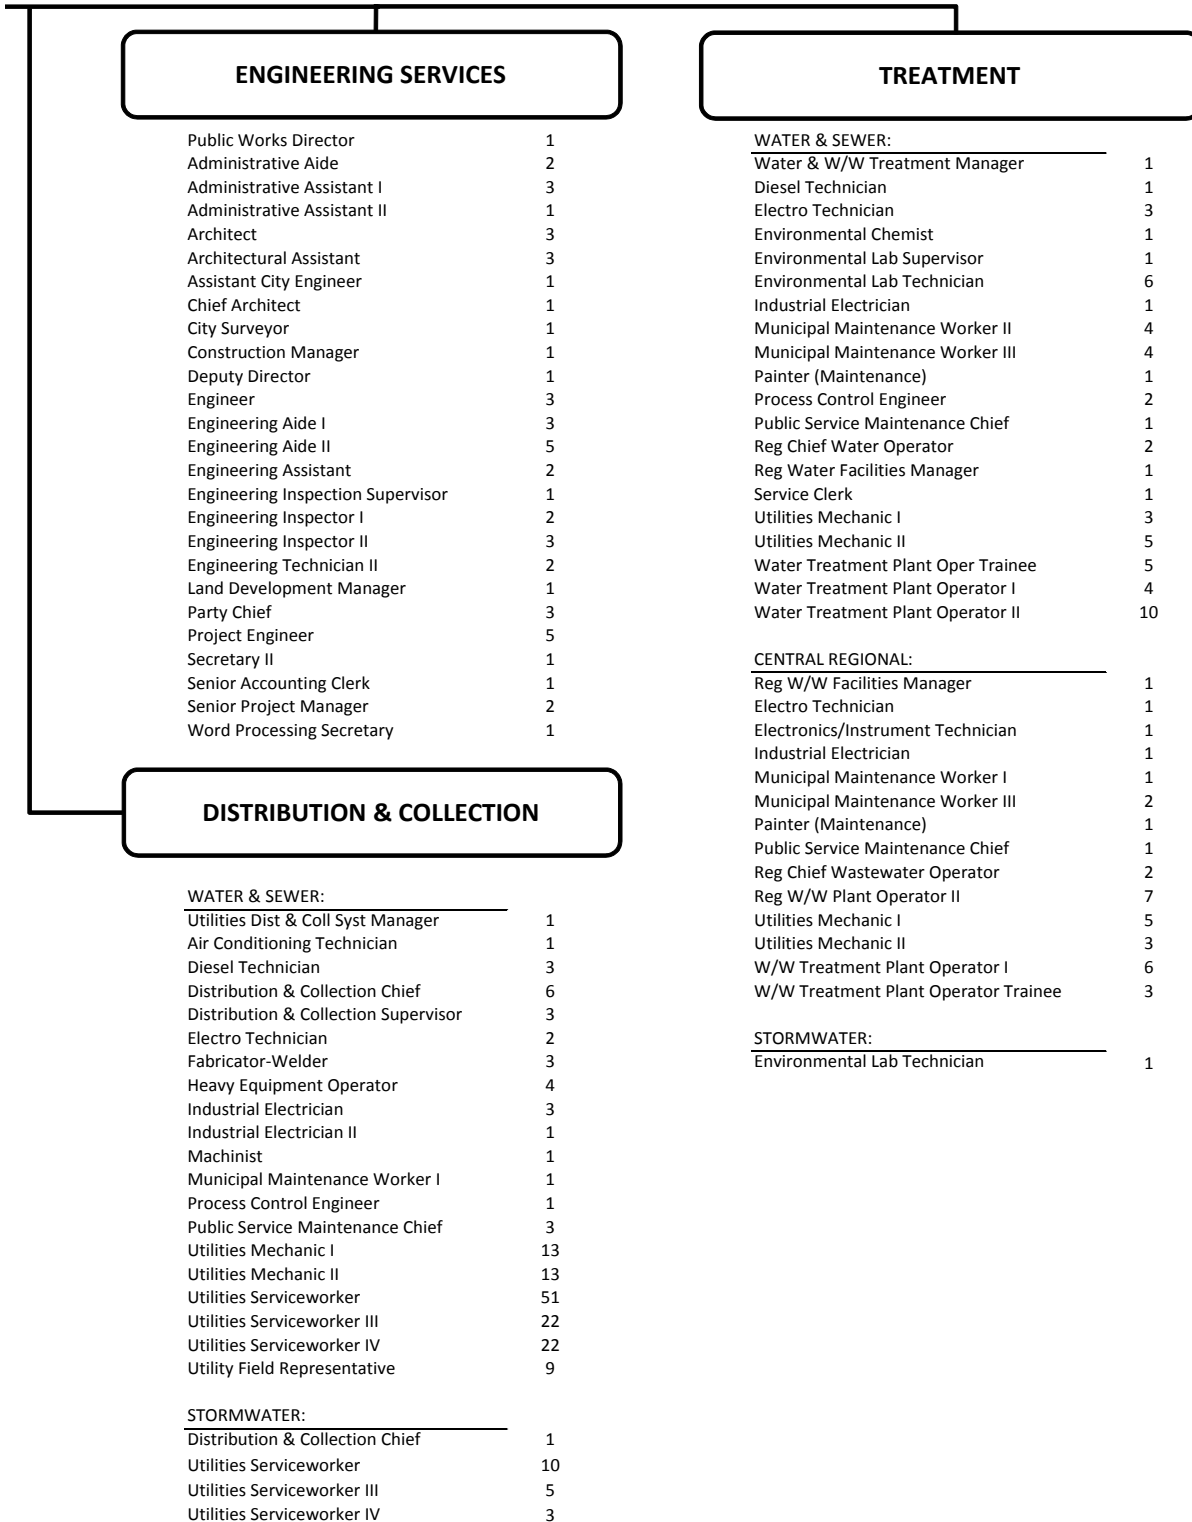 ENGINEERING SERVICES
Public Works Director 1
Administrative Aide 2
Administrative Assistant I 3
Administrative Assistant II 1
Architect 3
Architectural Assistant 3
Assistant City Engineer 1
Chief Architect 1
City Surveyor 1
Construction Manager 1
Deputy Director 1
Engineer 3
Engineering Aide I 3
Engineering Aide II 5
Engineering Assistant 2
Engineering Inspection Supervisor 1
Engineering Inspector I 2
Engineering Inspector II 3
Engineering Technician II 2
Land Development Manager 1
Party Chief 3
Project Engineer 5
Secretary II 1
Senior Accounting Clerk 1
Senior Project Manager 2
Word Processing Secretary 1
DISTRIBUTION & COLLECTION
WATER & SEWER:
Utilities Dist & Coll Syst Manager 1
Air Conditioning Technician 1
Diesel Technician 3
Distribution & Collection Chief 6
Distribution & Collection Supervisor 3
Electro Technician 2
Fabricator-Welder 3
Heavy Equipment Operator 4
Industrial Electrician 3
Industrial Electrician II 1
Machinist 1
Municipal Maintenance Worker I 1
Process Control Engineer 1
Public Service Maintenance Chief 3
Utilities Mechanic I 13
Utilities Mechanic II 13
Utilities Serviceworker 51
Utilities Serviceworker III 22
Utilities Serviceworker IV 22
Utility Field Representative 9
STORMWATER:
Distribution & Collection Chief 1
Utilities Serviceworker 10
Utilities Serviceworker III 5
Utilities Serviceworker IV 3
TREATMENT
WATER & SEWER:
Water & W/W Treatment Manager 1
Diesel Technician 1
Electro Technician 3
Environmental Chemist 1
Environmental Lab Supervisor 1
Environmental Lab Technician 6
Industrial Electrician 1
Municipal Maintenance Worker II 4
Municipal Maintenance Worker III 4
Painter (Maintenance) 1
Process Control Engineer 2
Public Service Maintenance Chief 1
Reg Chief Water Operator 2
Reg Water Facilities Manager 1
Service Clerk 1
Utilities Mechanic I 3
Utilities Mechanic II 5
Water Treatment Plant Oper Trainee 5
Water Treatment Plant Operator I 4
Water Treatment Plant Operator II 10
CENTRAL REGIONAL:
Reg W/W Facilities Manager 1
Electro Technician 1
Electronics/Instrument Technician 1
Industrial Electrician 1
Municipal Maintenance Worker I 1
Municipal Maintenance Worker III 2
Painter (Maintenance) 1
Public Service Maintenance Chief 1
Reg Chief Wastewater Operator 2
Reg W/W Plant Operator II 7
Utilities Mechanic I 5
Utilities Mechanic II 3
W/W Treatment Plant Operator I 6
W/W Treatment Plant Operator Trainee 3
STORMWATER:
Environmental Lab Technician 1